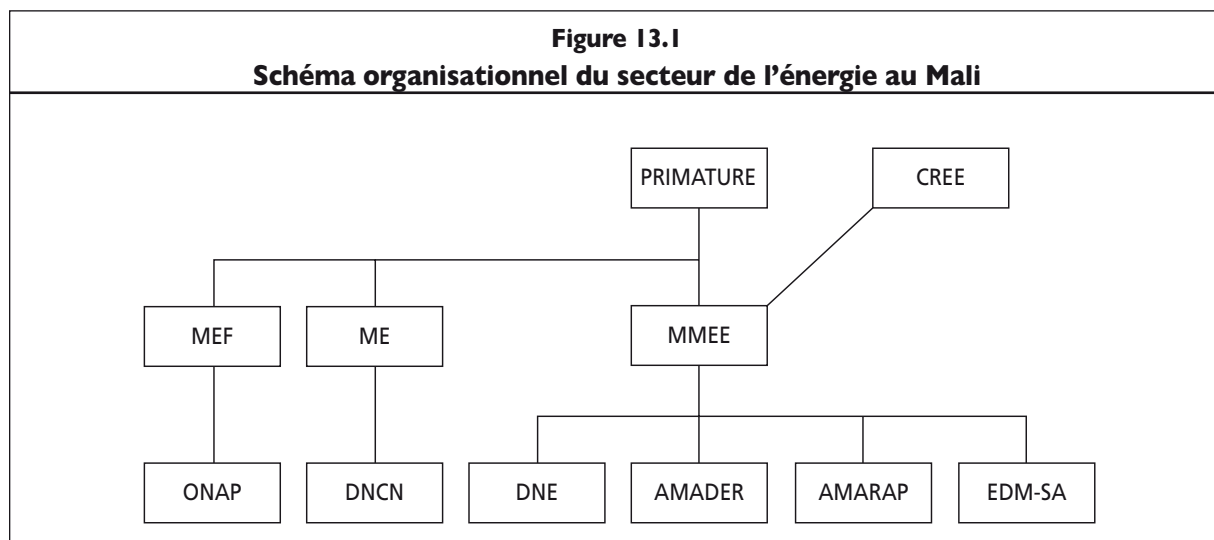 Figure 13.1
Schéma organisationnel du secteur de l’énergie au Mali
PRIMATURE
CREE
MEF
ME
MMEE
ONAP
DNCN
DNE
AMADER
AMARAP
EDM-SA